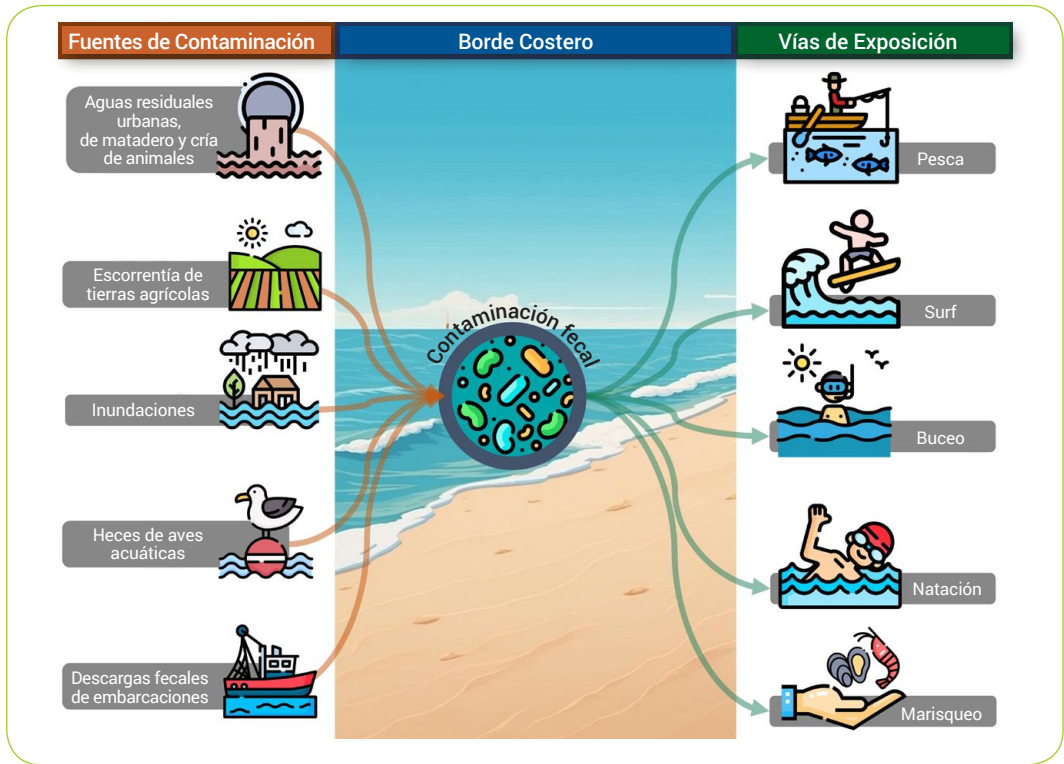 Fuentes de Contaminación
Borde Costero
Vías de Exposición
Aguas residuales
urbanas,
de matadero y cría
de animales
Escorrentía de
tierras agrícolas
Inundaciones
Heces de aves
acuáticas
Descargas fecales
de embarcaciones
Contaminación fecal
Pesca
Surf
Buceo
Natación
Marisqueo